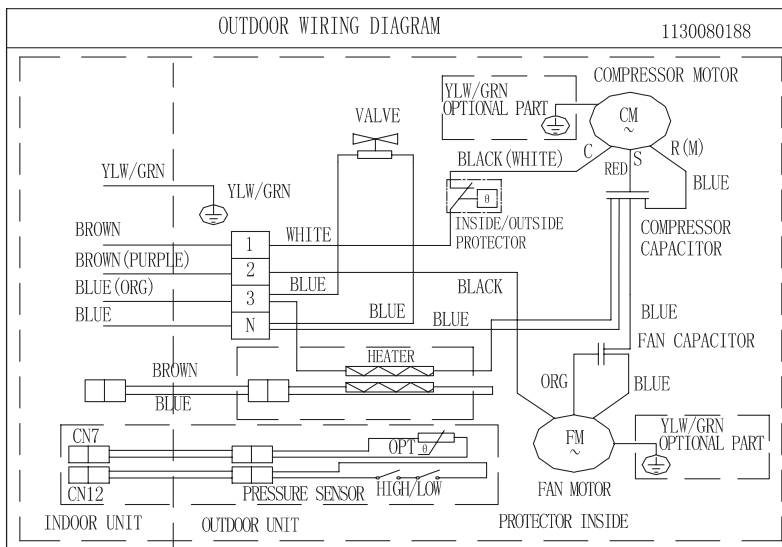 OUTDOOR WIRING DIAGRAM
1130080188
COMPRESSOR MOTOR
YLW/GRN
OPTIONAL PART
VALVE
CM
~
C
S
R(M)
BLACK(WHITE)
RED
BLUE
YLW/GRN
YLW/GRN
θ
INSIDE/OUTSIDE
PROTECTOR
COMPRESSOR
CAPACITOR
BROWN
1
WHITE
BROWN(PURPLE)
2
BLUE
BLACK
BLUE(ORG)
3
BLUE
BLUE
BLUE
BLUE
N
FAN CAPACITOR
HEATER
BROWN
BLUE
ORG
BLUE
YLW/GRN
OPTIONAL PART
CN7
OPT
θ
FM
~
CN12
PRESSURE SENSOR
HIGH/LOW
FAN MOTOR
INDOOR UNIT
OUTDOOR UNIT
PROTECTOR INSIDE